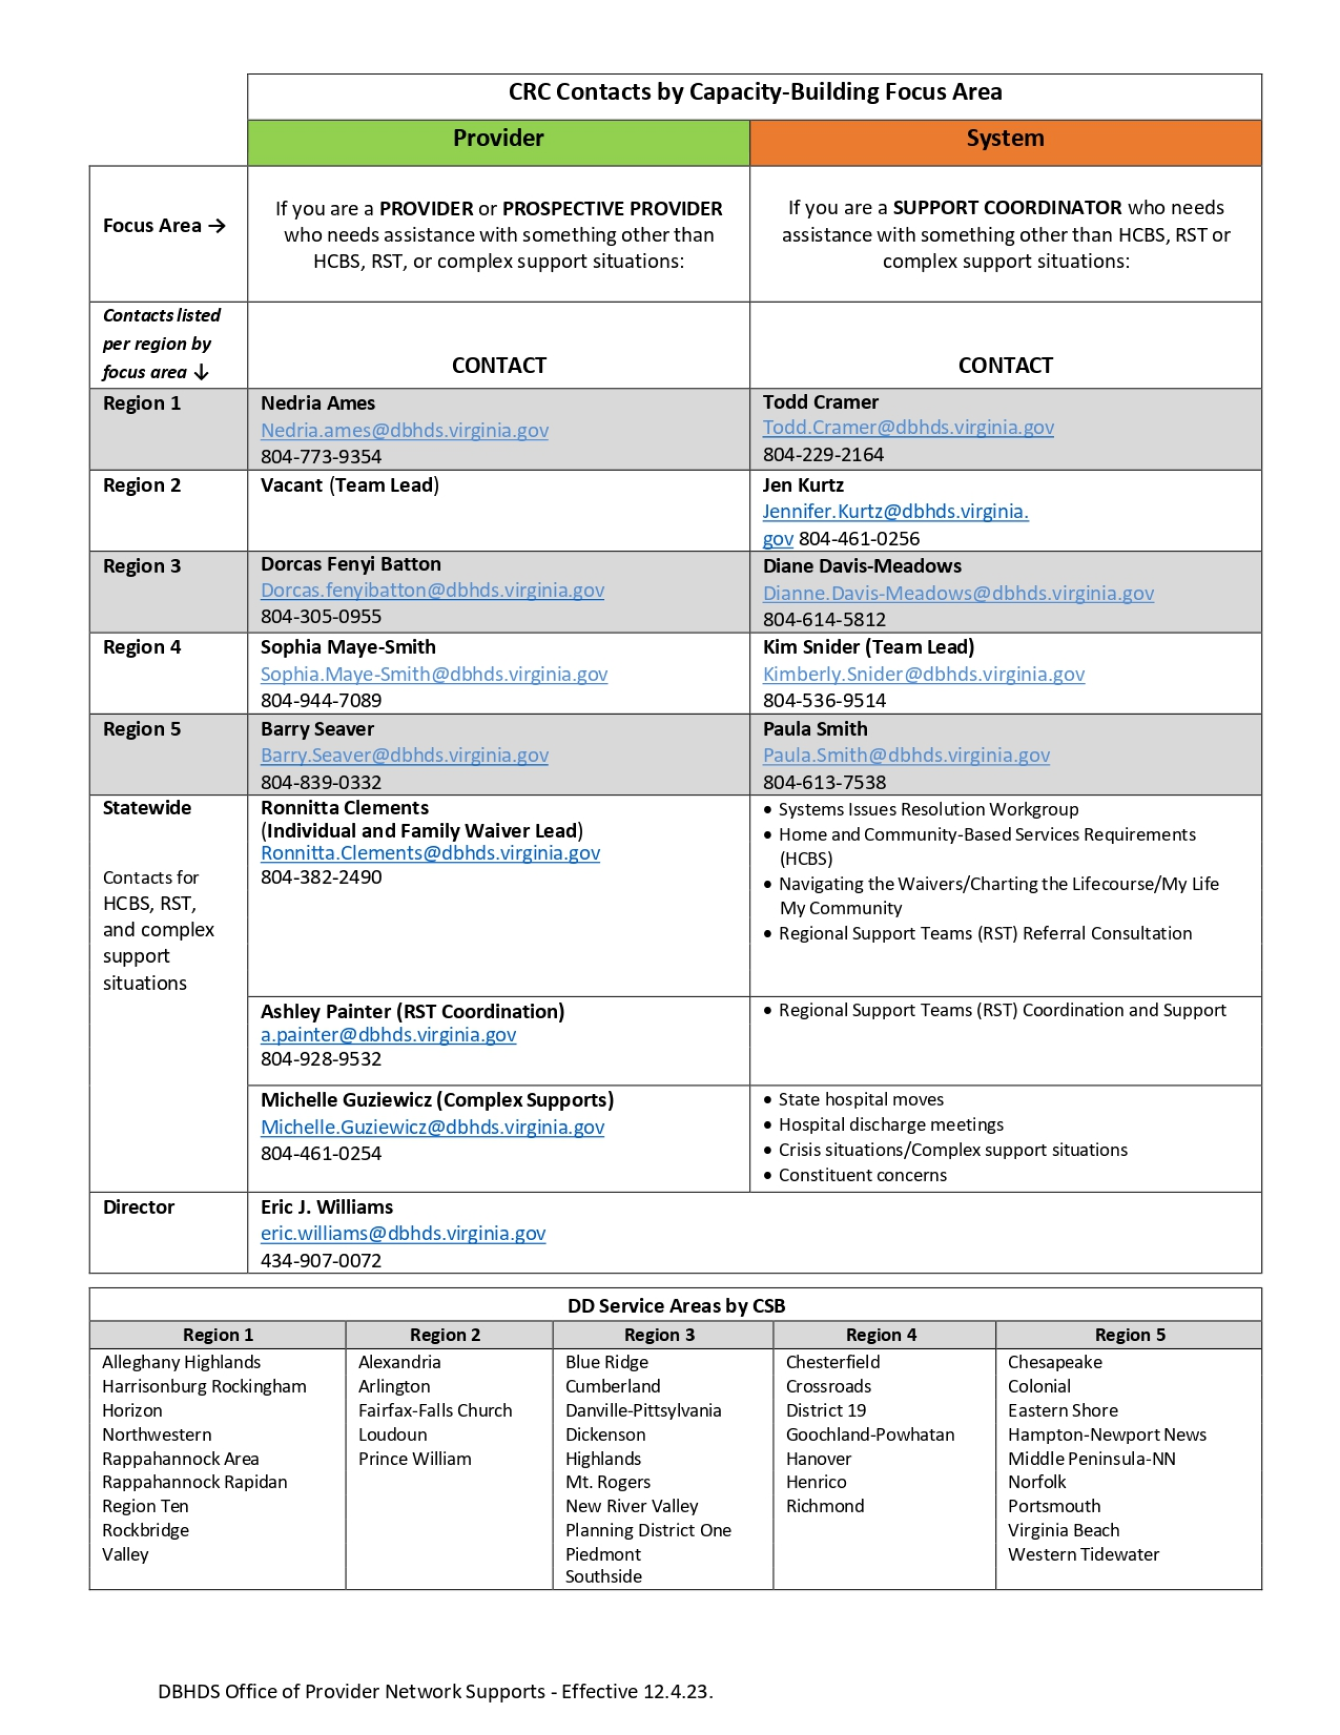 CRC Contacts by Capacity-Building Focus Area
Provider
System
Focus Area →
If you are a PROVIDER or PROSPECTIVE PROVIDER
who needs assistance with something other than
HCBS, RST, or complex support situations:
If you are a SUPPORT COORDINATOR who needs
assistance with something other than HCBS, RST or
complex support situations:
Contacts listed
per region by
focus area ↓
CONTACT
CONTACT
Region 1
Nedria Ames
Nedria.ames@dbhds.virginia.gov
804-773-9354
Todd Cramer
Todd.Cramer@dbhds.virginia.gov
804-229-2164
Region 2
Vacant (Team Lead)
Jen Kurtz
Jennifer.Kurtz@dbhds.virginia.
gov 804-461-0256
Region 3
Dorcas Fenyi Batton
Dorcas.fenyibatton@dbhds.virginia.gov
804-305-0955
Diane Davis-Meadows
Dianne.Davis-Meadows@dbhds.virginia.gov
804-614-5812
Region 4
Sophia Maye-Smith
Sophia.Maye-Smith@dbhds.virginia.gov
804-944-7089
Kim Snider (Team Lead)
Kimberly.Snider@dbhds.virginia.gov
804-536-9514
Region 5
Barry Seaver
Barry.Seaver@dbhds.virginia.gov
804-839-0332
Paula Smith
Paula.Smith@dbhds.virginia.gov
804-613-7538
Statewide
Contacts for
HCBS, RST,
and complex
support
situations
Ronnitta Clements
(Individual and Family Waiver Lead)
Ronnitta.Clements@dbhds.virginia.gov
804-382-2490
• Systems Issues Resolution Workgroup
• Home and Community-Based Services Requirements
(HCBS)
• Navigating the Waivers/Charting the Lifecourse/My Life
My Community
• Regional Support Teams (RST) Referral Consultation
Ashley Painter (RST Coordination)
a.painter@dbhds.virginia.gov
804-928-9532
• Regional Support Teams (RST) Coordination and Support
Michelle Guziewicz (Complex Supports)
Michelle.Guziewicz@dbhds.virginia.gov
804-461-0254
• State hospital moves
• Hospital discharge meetings
• Crisis situations/Complex support situations
• Constituent concerns
Director
Eric J. Williams
eric.williams@dbhds.virginia.gov
434-907-0072
DD Service Areas by CSB
Region 1
Region 2
Region 3
Region 4
Region 5
Alleghany Highlands
Harrisonburg Rockingham
Horizon
Northwestern
Rappahannock Area
Rappahannock Rapidan
Region Ten
Rockbridge
Valley
Alexandria
Arlington
Fairfax-Falls Church
Loudoun
Prince William
Blue Ridge
Cumberland
Danville-Pittsylvania
Dickenson
Highlands
Mt. Rogers
New River Valley
Planning District One
Piedmont
Southside
Chesterfield
Crossroads
District 19
Goochland-Powhatan
Hanover
Henrico
Richmond
Chesapeake
Colonial
Eastern Shore
Hampton-Newport News
Middle Peninsula-NN
Norfolk
Portsmouth
Virginia Beach
Western Tidewater
DBHDS Office of Provider Network Supports - Effective 12.4.23.